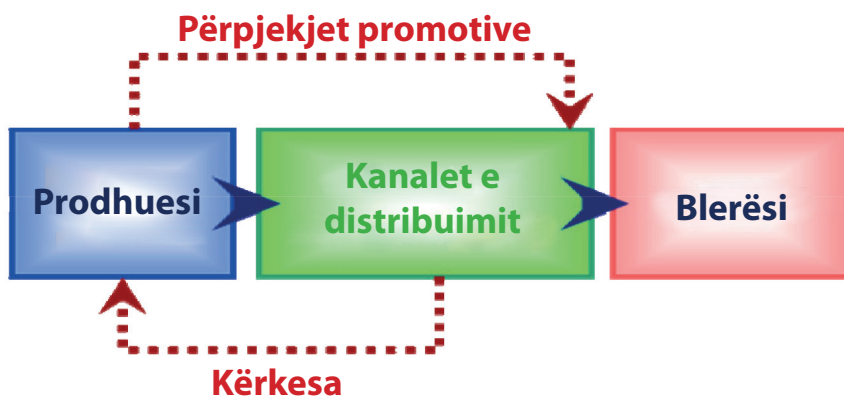 Përpjekjet promotive
Prodhuesi
Kanalet e
distribuimit
Blerësi
Kërkesa